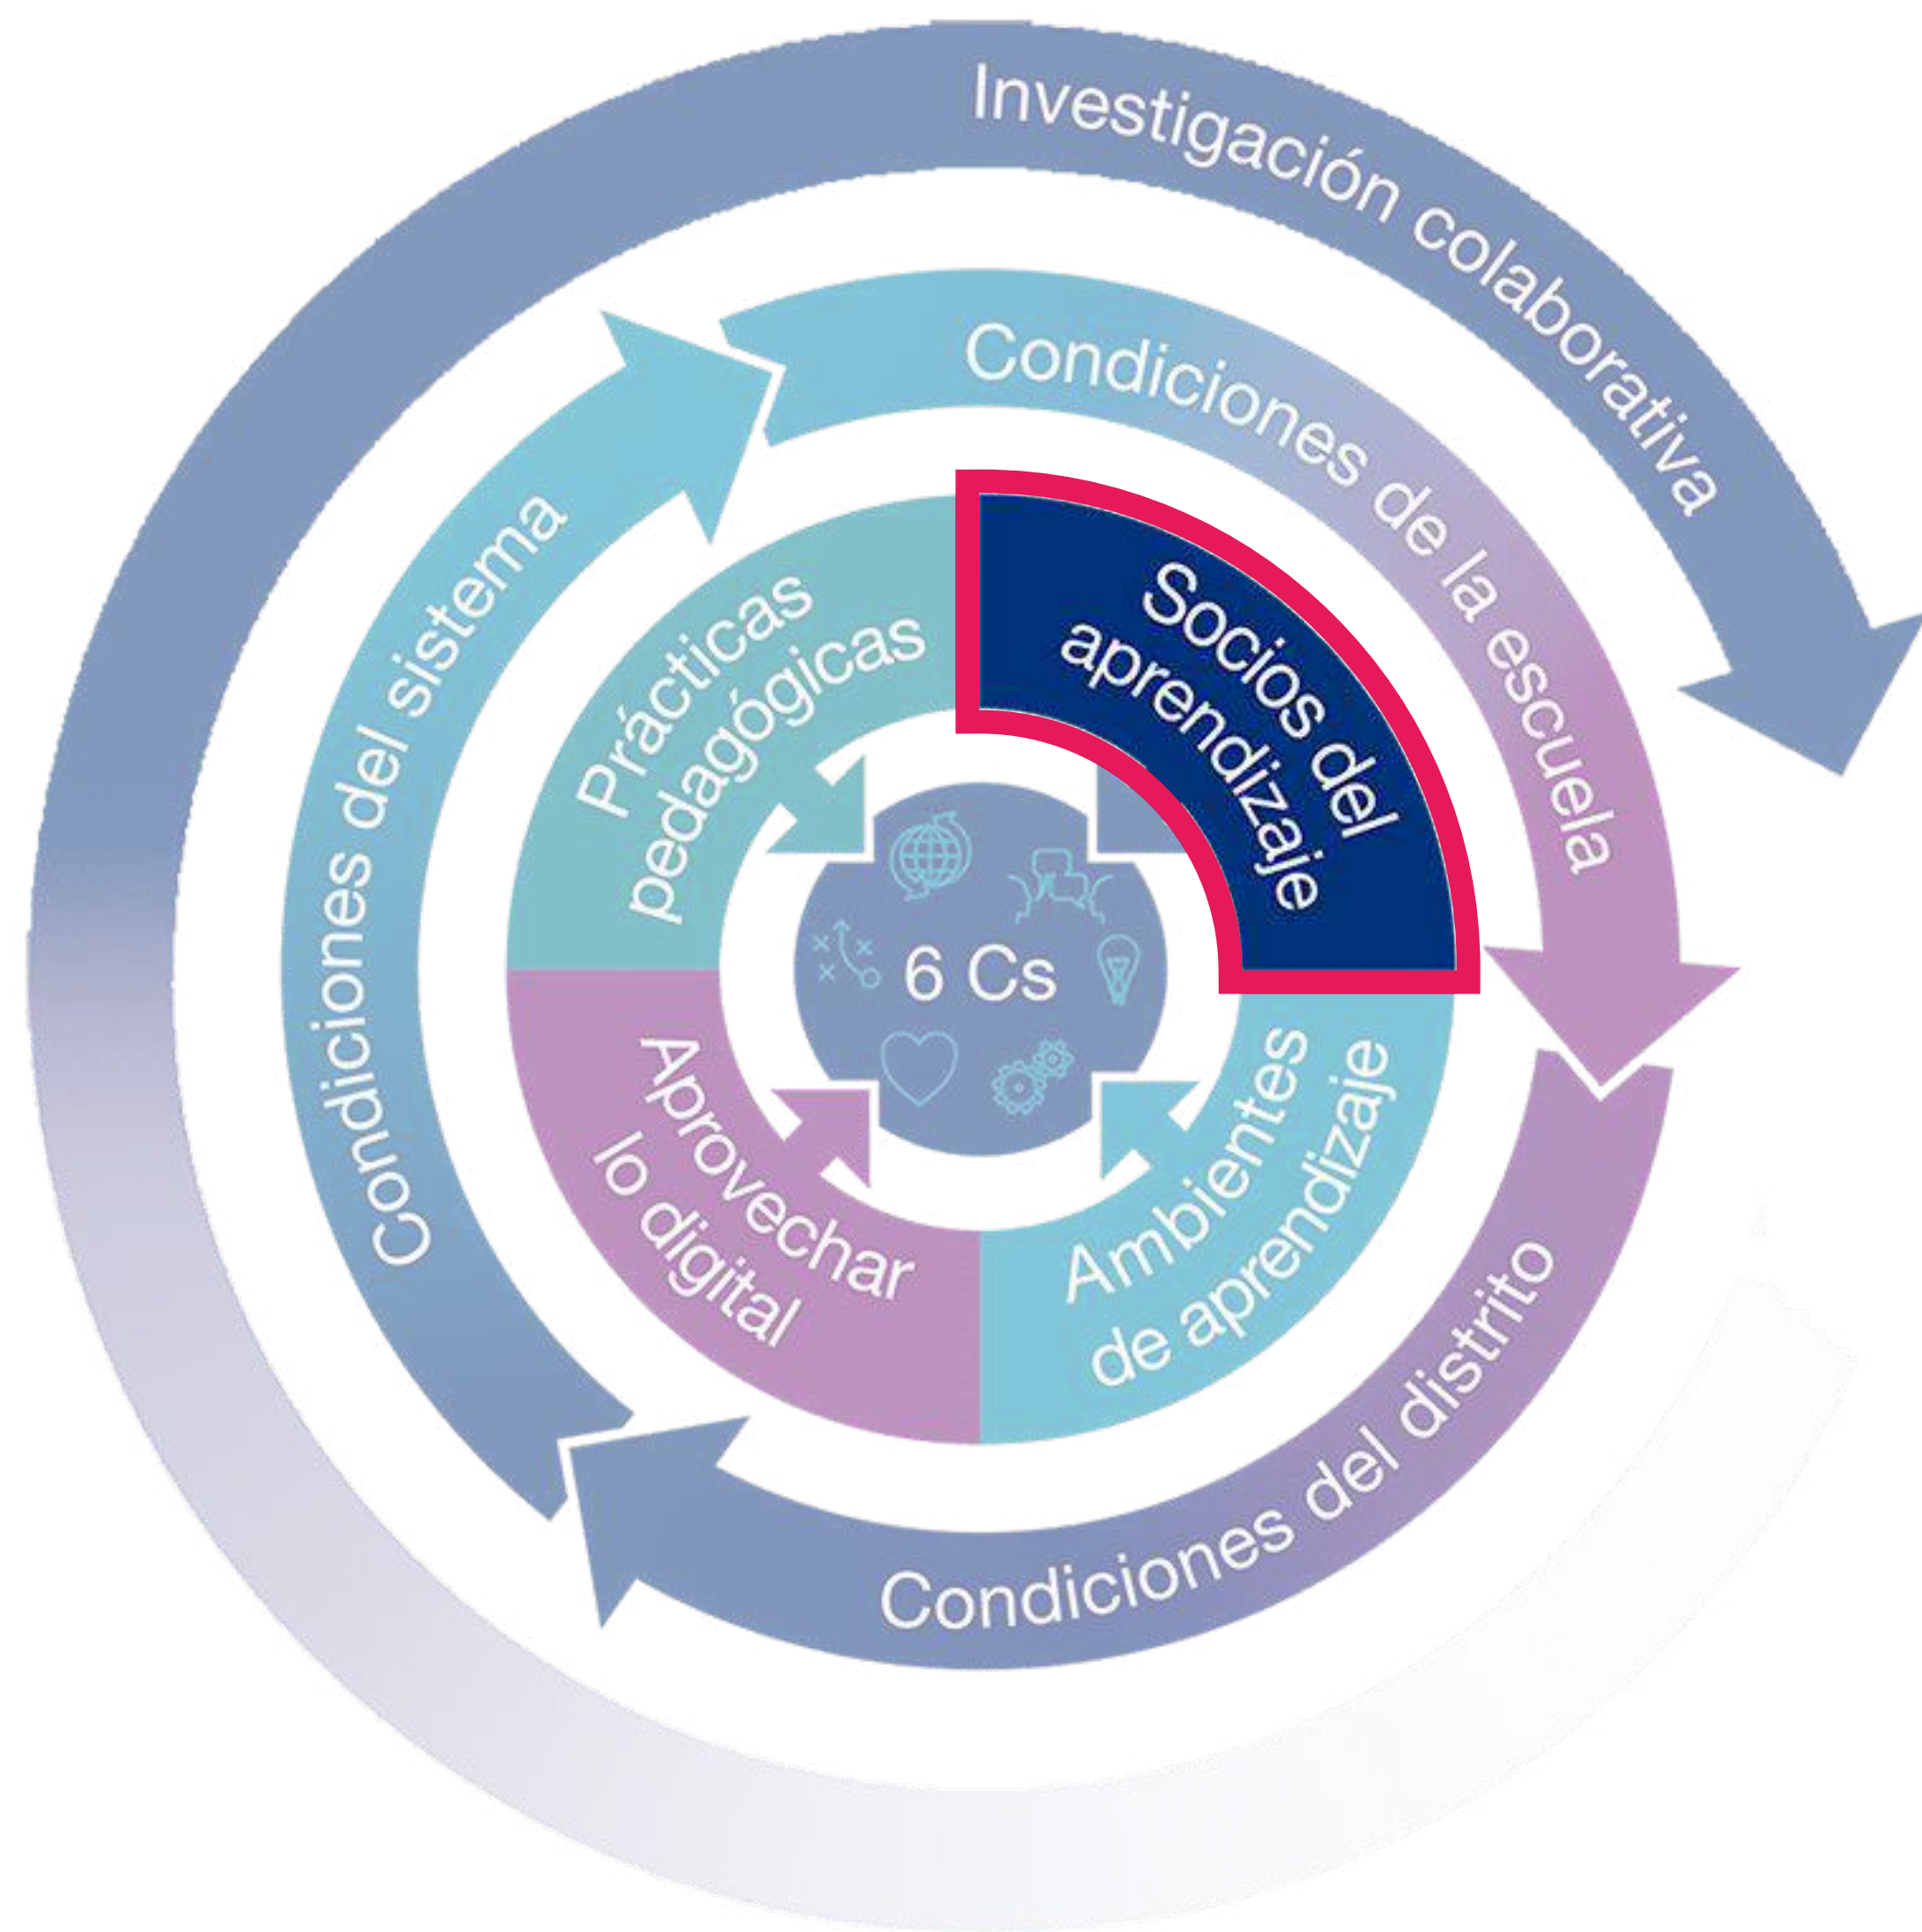 Investigación colaborativa
Condiciones de la escuela
Condiciones del sistema
Condiciones del distrito
Prácticas
pedagógicas
Socios del
aprendizaje
Aprovechar
lo digital
Ambientes
de aprendizaje
6 Cs